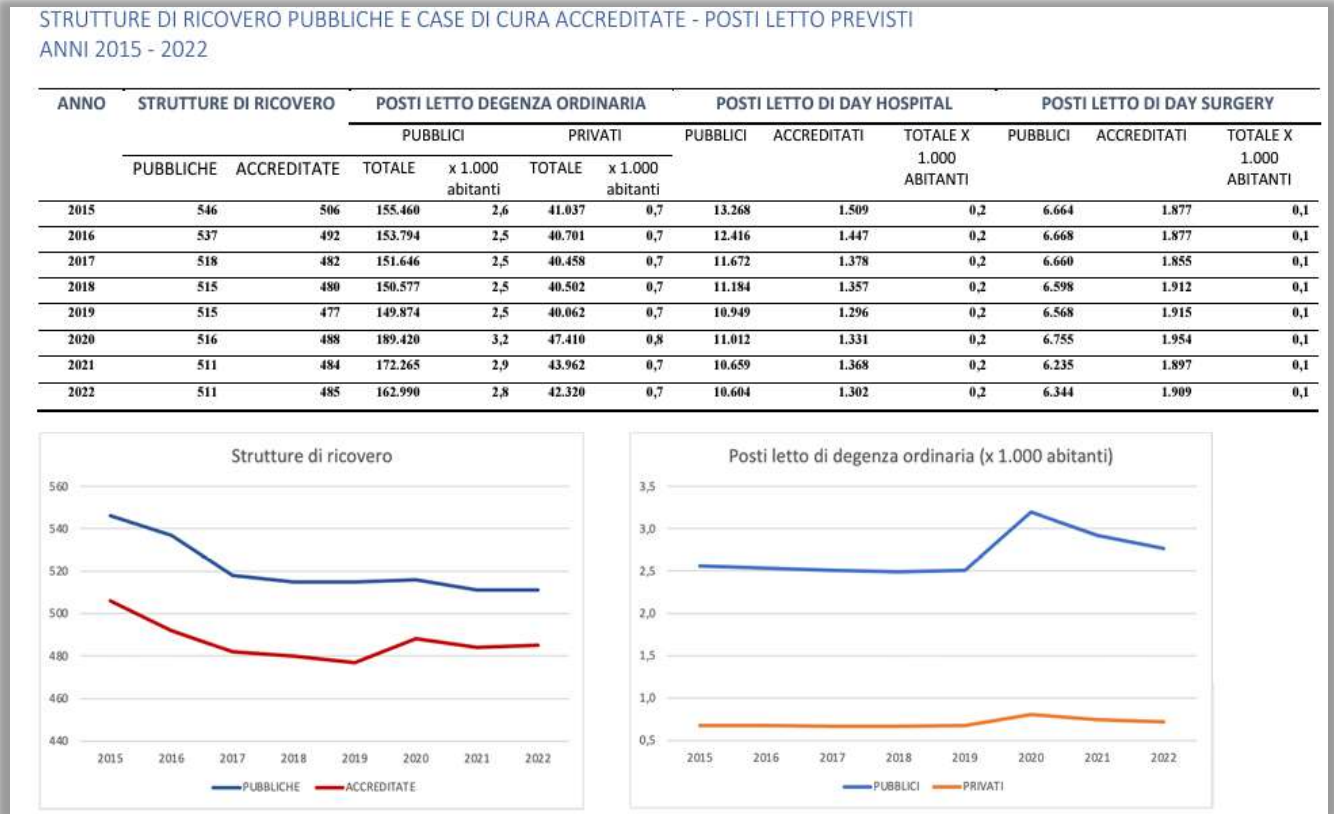 STRUTTURE DI RICOVERO PUBBLICHE E CASE DI CURA ACCREDITATE - POSTI LETTO PREVISTI
ANNI 2015 - 2022
ANNO STRUTTURE DI RICOVERO POSTI LETTO DEGENZA ORDINARIA POSTI LETTO DI DAY HOSPITAL POSTI LETTO DI DAY SURGERY
PUBBLICI PRIVATI PUBBLICI ACCREDITATI TOTALE X 1.000 ABITANTI PUBBLICI ACCREDITATI TOTALE X 1.000 ABITANTI
PUBBLICHE ACCREDITATE TOTALE x 1.000 abitanti TOTALE x 1.000 abitanti
2015 546 506 155.460 2,6 41.037 0,7 13.268 1.509 0,2 6.664 1.877 0,1
2016 537 492 153.794 2,5 40.701 0,7 12.416 1.447 0,2 6.668 1.877 0,1
2017 518 482 151.646 2,5 40.458 0,7 11.672 1.378 0,2 6.660 1.855 0,1
2018 515 480 150.577 2,5 40.502 0,7 11.184 1.357 0,2 6.598 1.912 0,1
2019 515 477 149.874 2,5 40.062 0,7 10.949 1.296 0,2 6.568 1.915 0,1
2020 516 488 189.420 3,2 47.410 0,8 11.012 1.331 0,2 6.755 1.954 0,1
2021 511 484 172.265 2,9 43.962 0,7 10.659 1.368 0,2 6.235 1.897 0,1
2022 511 485 162.990 2,8 42.320 0,7 10.604 1.302 0,2 6.344 1.909 0,1
Strutture di ricovero
560
540
520
500
480
460
440
2015 2016 2017 2018 2019 2020 2021 2022
PUBBLICHE ACCREDITATE
Posti letto di degenza ordinaria (x 1.000 abitanti)
3,5
3,0
2,5
2,0
1,5
1,0
0,5
2015 2016 2017 2018 2019 2020 2021 2022
PUBBLICI PRIVATI